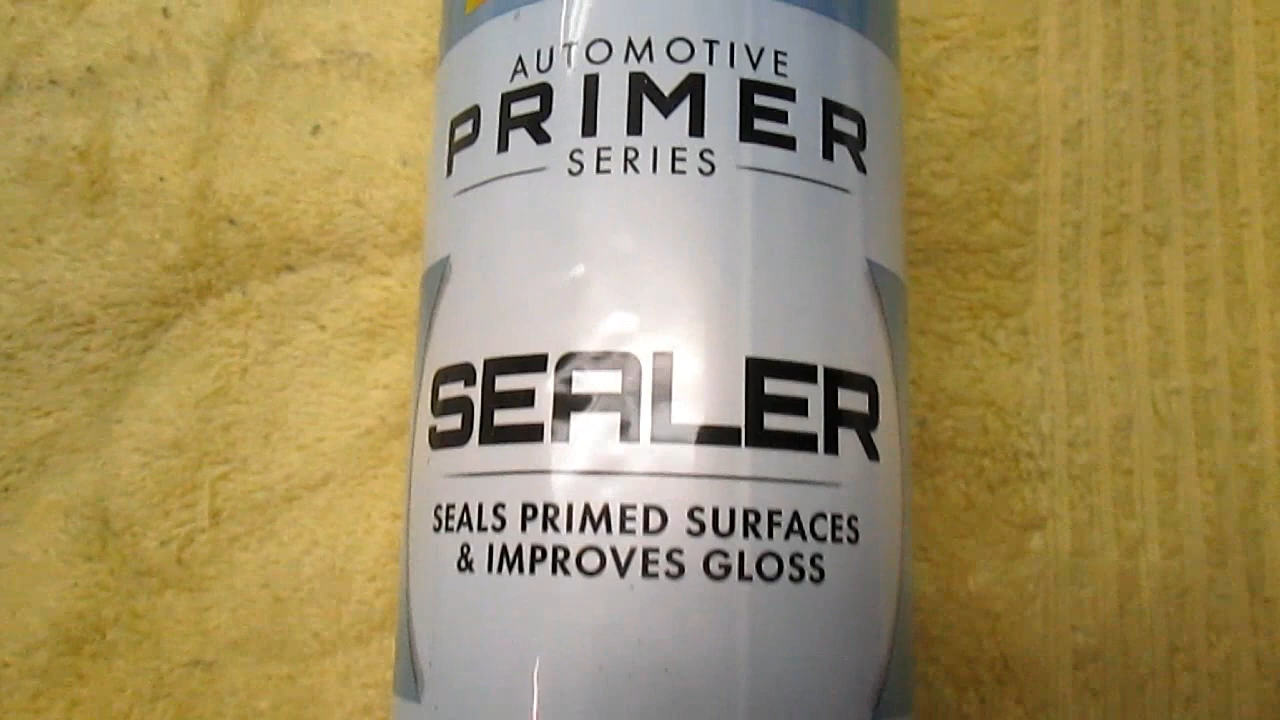 AUTOMOTIVE
PRIMER
SERIES
SEALER
SEALS PRIMED SURFACES
& IMPROVES GLOSS